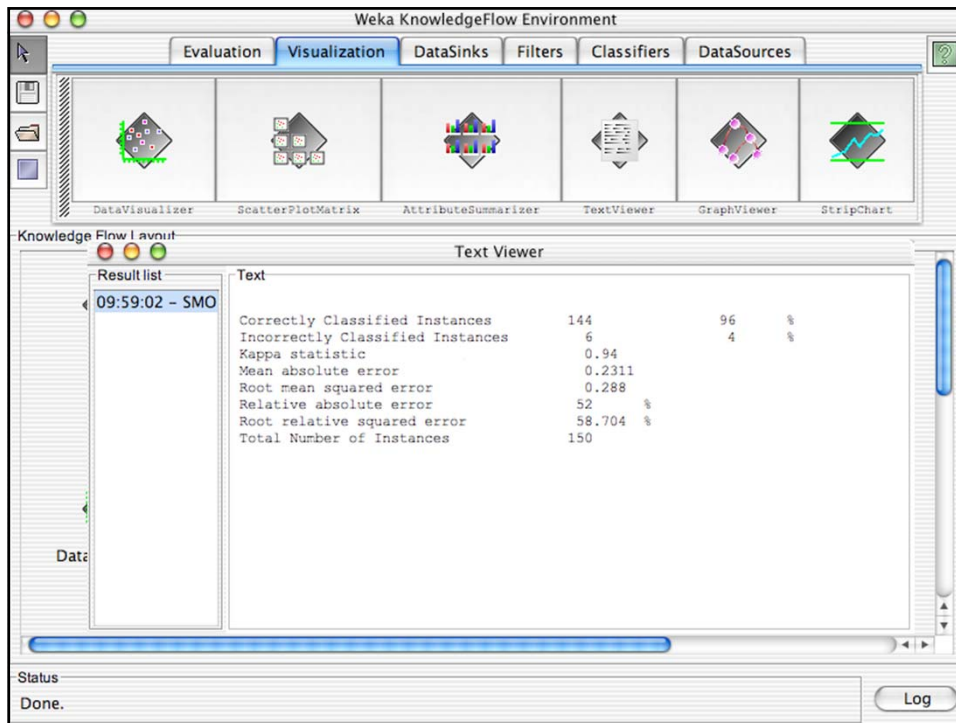 Weka KnowledgeFlow Environment
Evaluation Visualization DataSinks Filters Classifiers DataSources
DataVisualizer ScatterPlotMatrix AttributeSummarizer TextViewer GraphViewer StripChart
Knowledge Flow Layout
Text Viewer
Result list
09:59:02 – SMO
Text
Correctly Classified Instances 144 96 %
Incorrectly Classified Instances 6 4 %
Kappa statistic 0.94
Mean absolute error 0.2311
Root mean squared error 0.288
Relative absolute error 52 %
Root relative squared error 58.704 %
Total Number of Instances 150
Data
Status
Done.
Log